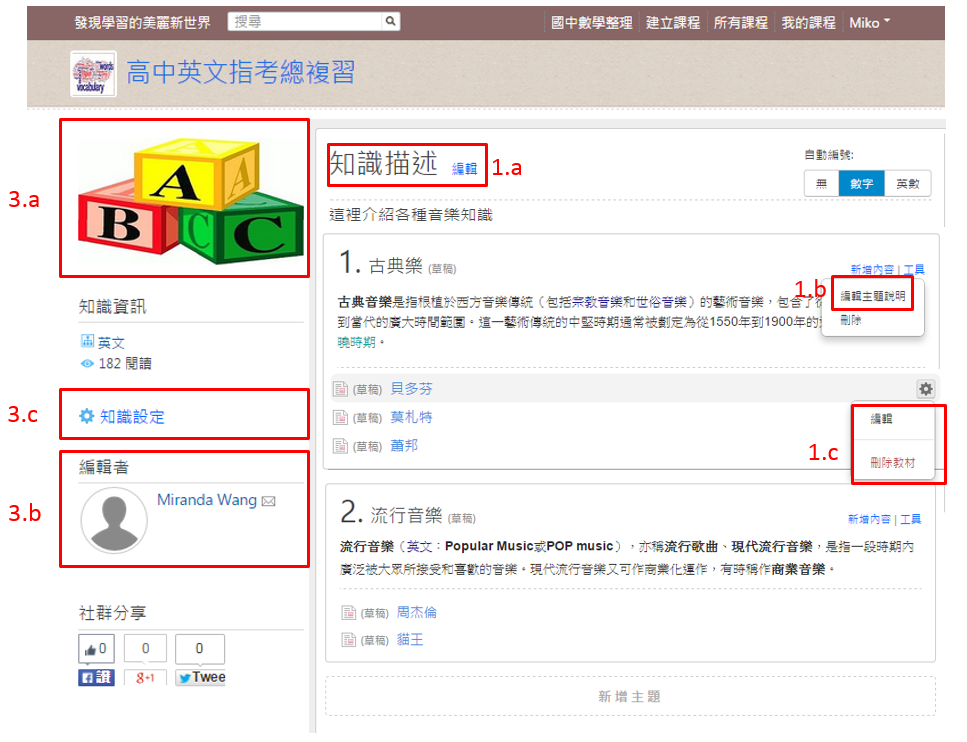 發現學習的美麗新世界 搜尋 國中數學整理 建立課程 所有課程 我的課程 Miko
words
vocabulary
高中英文指考總複習
3.a
A
B
C
C
知識資訊
英文
182 閱讀
3.c
知識設定
編輯者
3.b
Miranda Wang
社群分享
0 0 0
讚 +1 Twee
知識描述 編輯 1.a
自動編號:
無 數字 英數
這裡介紹各種音樂知識
1. 古典樂 (草稿)
新增內容 | 工具
1.b
編輯主題說明
刪除
古典音樂是指根植於西方音樂傳統（包括宗教音樂和世俗音樂）的藝術音樂，包含了從
到當代的廣大時間範圍。這一藝術傳統的中堅時期通常被劃定為從1550年到1900年的
曉時期。
(草稿) 貝多芬
(草稿) 莫札特
(草稿) 蕭邦
1.c
編輯
刪除教材
2. 流行音樂 (草稿)
新增內容 | 工具
流行音樂（英文：Popular Music或POP music），亦稱流行歌曲、現代流行音樂，是指一段時期內
廣泛被大眾所接受和喜歡的音樂。現代流行音樂又可作商業化運作，有時稱作商業音樂。
(草稿) 周杰倫
(草稿) 貓王
新增主題